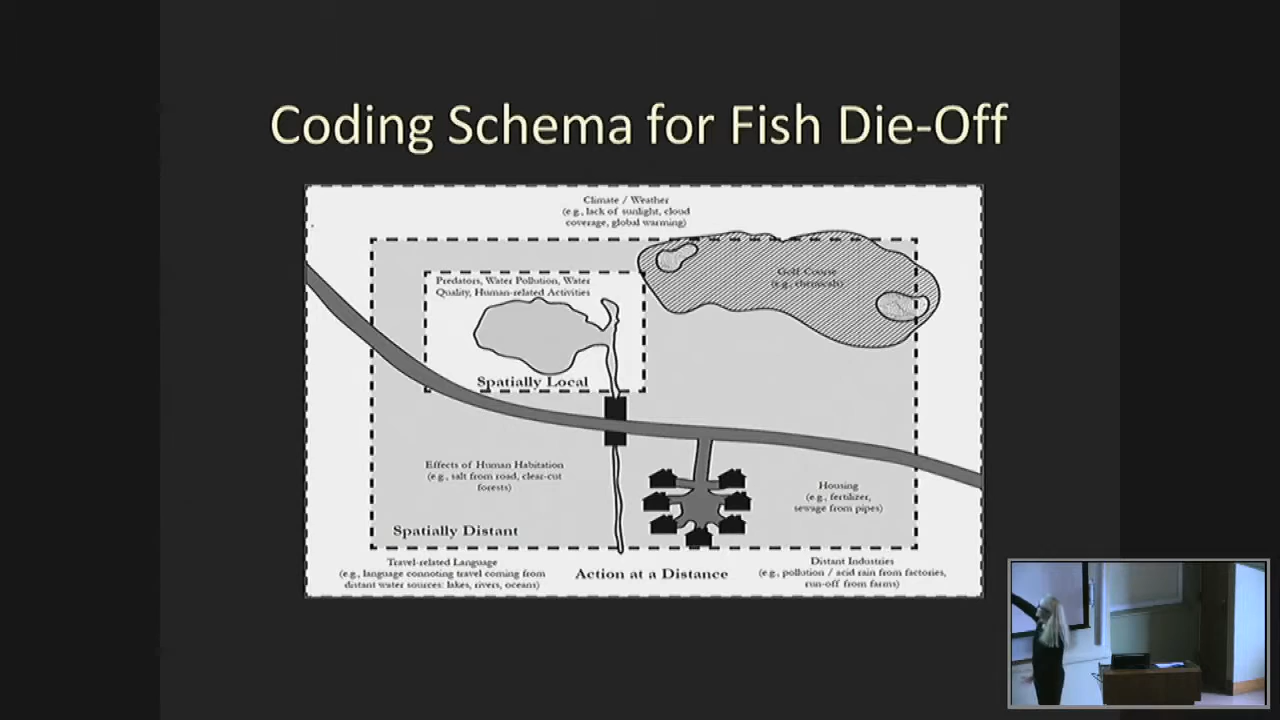 Coding Schema for Fish Die-Off
Climate / Weather
(e.g., lack of sunlight, cloud
coverage, global warming)
Golf Course
(e.g., chemicals)
Predators, Water Pollution, Water
Quality, Human-related Activities
Spatially Local
Effects of Human Habitation
(e.g., salt from road, clear-cut
forests)
Housing
(e.g., fertilizer,
sewage from pipes)
Spatially Distant
Travel-related Language
(e.g., language connoting travel coming from
distant water sources: lakes, rivers, oceans)
Action at a Distance
Distant Industries
(e.g., pollution / acid rain from factories,
run-off from farms)